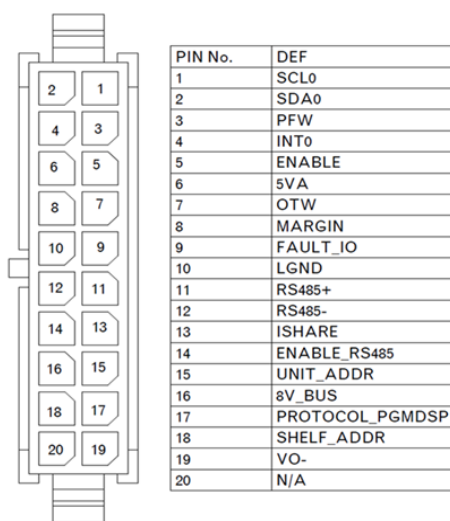 2 1
4 3
6 5
8 7
10 9
12 11
14 13
16 15
18 17
20 19
PIN No. DEF
1 SCL0
2 SDA0
3 PFW
4 INT0
5 ENABLE
6 5VA
7 OTW
8 MARGIN
9 FAULT_IO
10 LGND
11 RS485+
12 RS485-
13 ISHARE
14 ENABLE_RS485
15 UNIT_ADDR
16 8V_BUS
17 PROTOCOL_PGMDSP
18 SHELF_ADDR
19 VO-
20 N/A